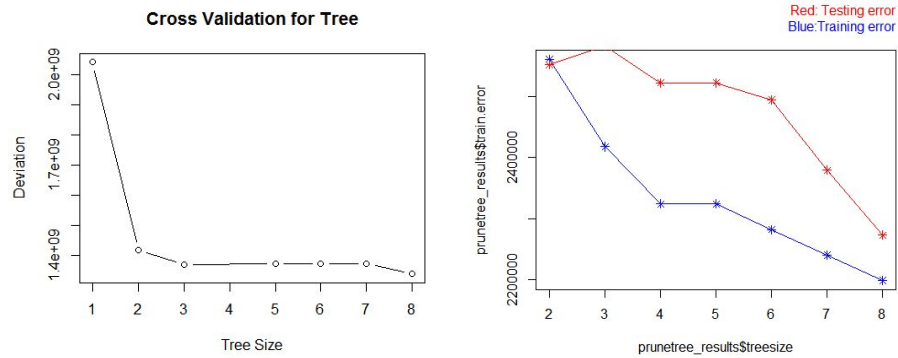 Cross Validation for Tree
Deviation
2.0e+09
1.7e+09
1.4e+09
1 2 3 4 5 6 7 8
Tree Size
Red: Testing error
Blue:Training error
prunetree_results$train.error
2400000
2200000
2 3 4 5 6 7 8
prunetree_results$treesize